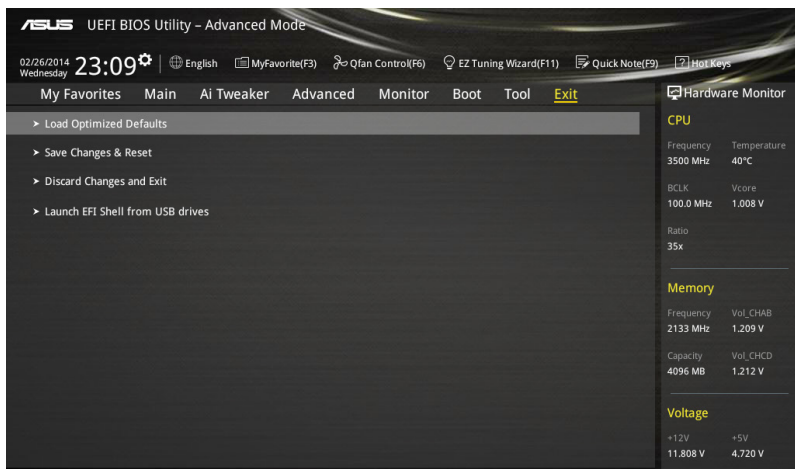 ASUS UEFI BIOS Utility – Advanced Mode
02/26/2014
Wednesday
23:09
English
MyFavorite(F3)
Qfan Control(F6)
EZ Tuning Wizard(F11)
Quick Note(F9)
? Hot Keys
My Favorites Main Ai Tweaker Advanced Monitor Boot Tool Exit
Hardware Monitor
> Load Optimized Defaults
> Save Changes & Reset
> Discard Changes and Exit
> Launch EFI Shell from USB drives
CPU
Frequency Temperature
3500 MHz 40°C
BCLK Vcore
100.0 MHz 1.008 V
Ratio
35x
Memory
Frequency Vol_CHAB
2133 MHz 1.209 V
Capacity Vol_CHCD
4096 MB 1.212 V
Voltage
+12V +5V
11.808 V 4.720 V